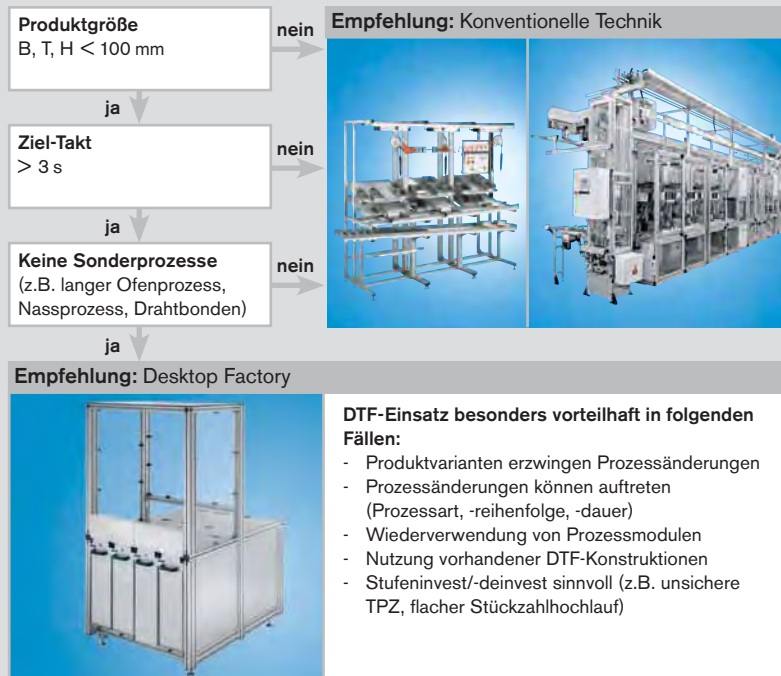 Produktgröße
B, T, H < 100 mm
nein
Empfehlung: Konventionelle Technik
ja
Ziel-Takt
> 3 s
nein
ja
Keine Sonderprozesse
(z.B. langer Ofenprozess,
Nassprozess, Drahtbonden)
nein
ja
Empfehlung: Desktop Factory
DTF-Einsatz besonders vorteilhaft in folgenden
Fällen:
- Produktvarianten erzwingen Prozessänderungen
- Prozessänderungen können auftreten
(Prozessart, -reihenfolge, -dauer)
- Wiederverwendung von Prozessmodulen
- Nutzung vorhandener DTF-Konstruktionen
- Stufeninvest/-deinvest sinnvoll (z.B. unsichere
TPZ, flacher Stückzahlhochlauf)